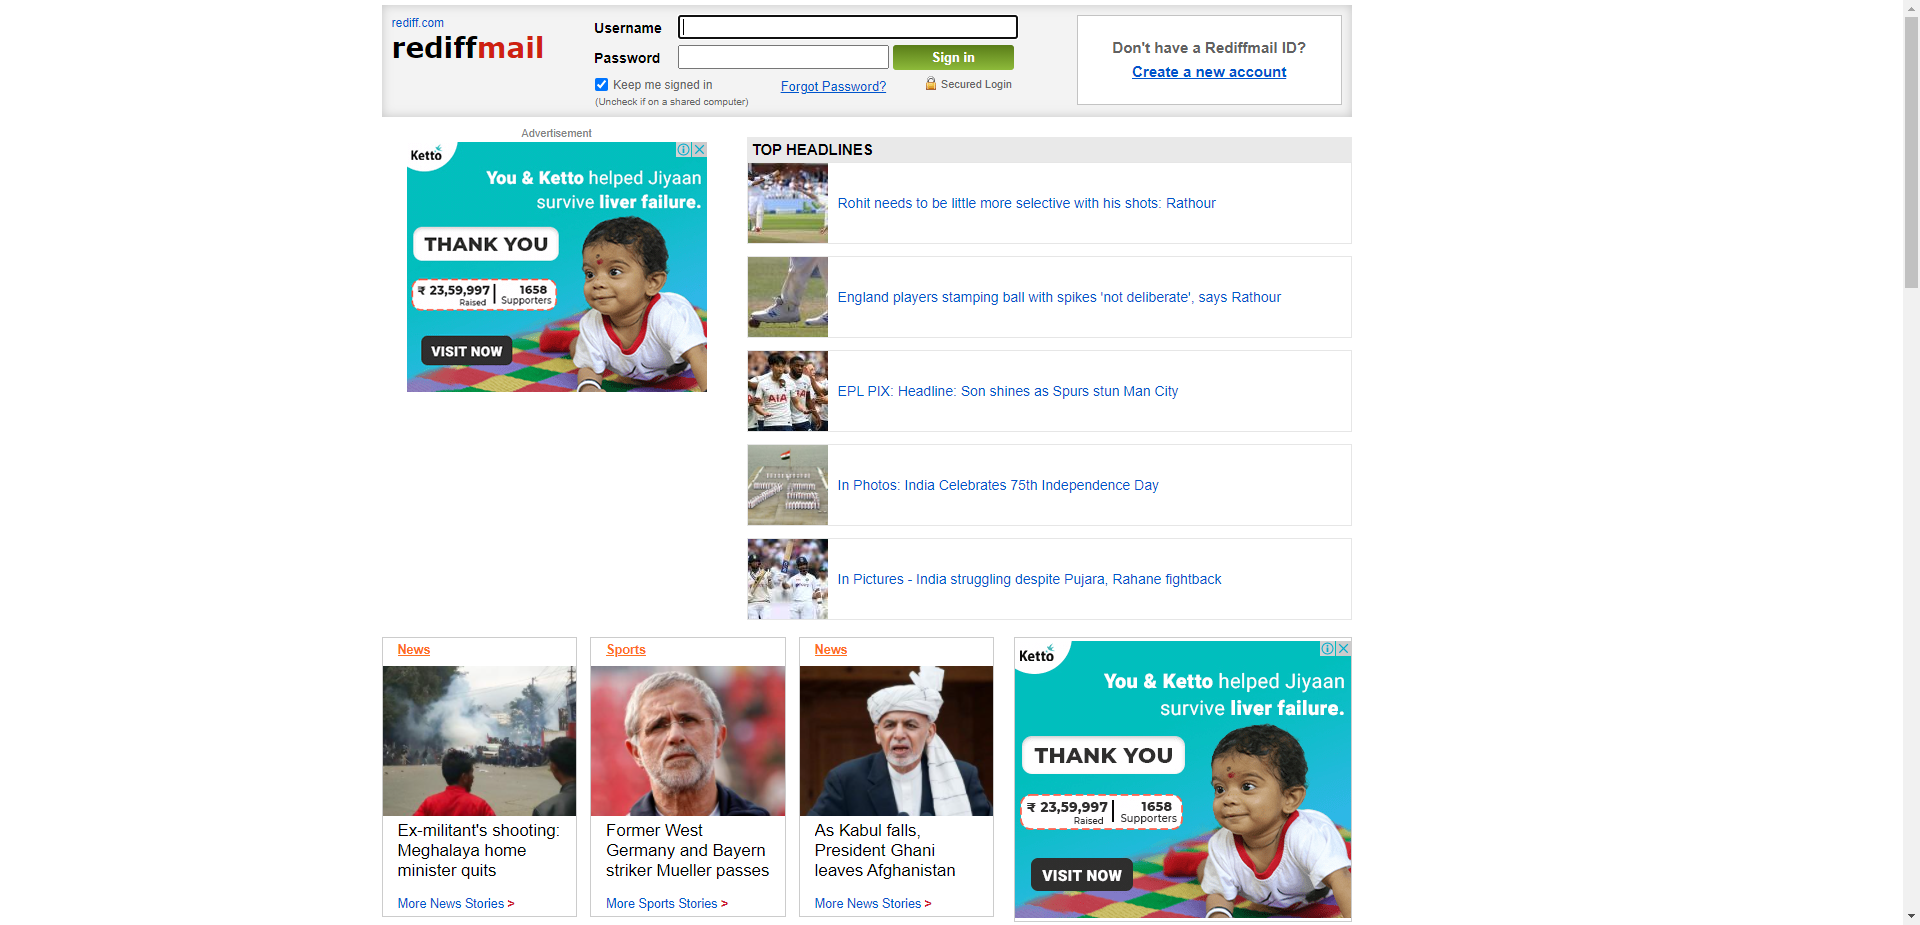 rediff.com
rediffmail
Username
Password
Sign in
Keep me signed in
(Uncheck if on a shared computer)
Forgot Password?
Secured Login
Don't have a Rediffmail ID?
Create a new account
Advertisement
Ketto
You & Ketto helped Jiyaan
survive liver failure.
THANK YOU
₹ 23,59,997
Raised
1658
Supporters
VISIT NOW
TOP HEADLINES
Rohit needs to be little more selective with his shots: Rathour
England players stamping ball with spikes 'not deliberate', says Rathour
AIA
EPL PIX: Headline: Son shines as Spurs stun Man City
In Photos: India Celebrates 75th Independence Day
In Pictures - India struggling despite Pujara, Rahane fightback
News
Ex-militant's shooting:
Meghalaya home
minister quits
More News Stories >
Sports
Former West
Germany and Bayern
striker Mueller passes
More Sports Stories >
News
As Kabul falls,
President Ghani
leaves Afghanistan
More News Stories >
Ketto
You & Ketto helped Jiyaan
survive liver failure.
THANK YOU
₹ 23,59,997
Raised
1658
Supporters
VISIT NOW